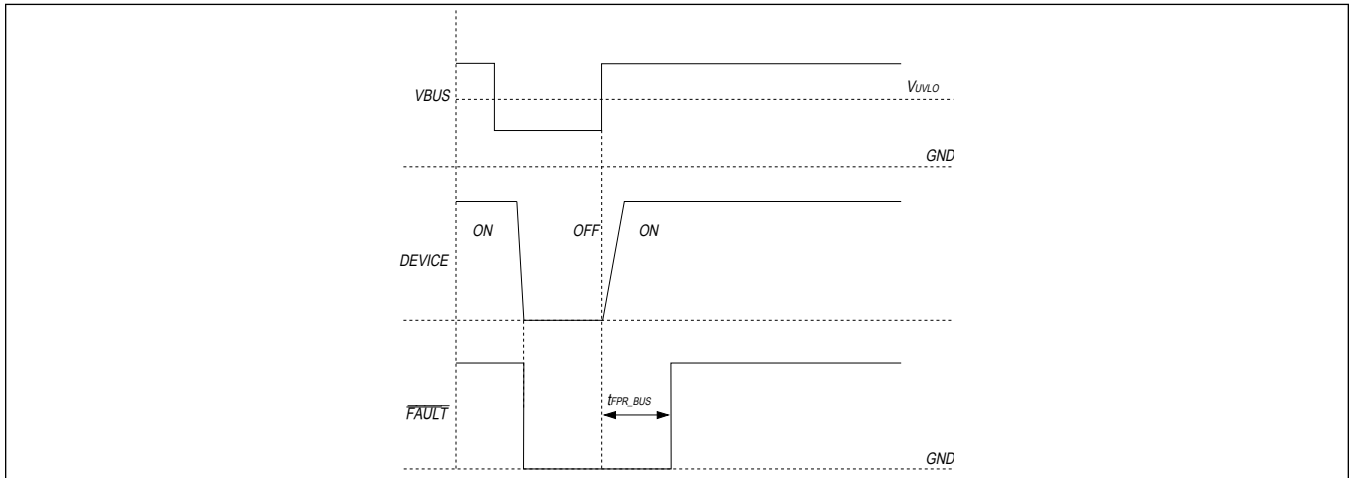 VBUS
VUVLO
GND
ON OFF ON
DEVICE
tFPR_BUS
FAULT
GND